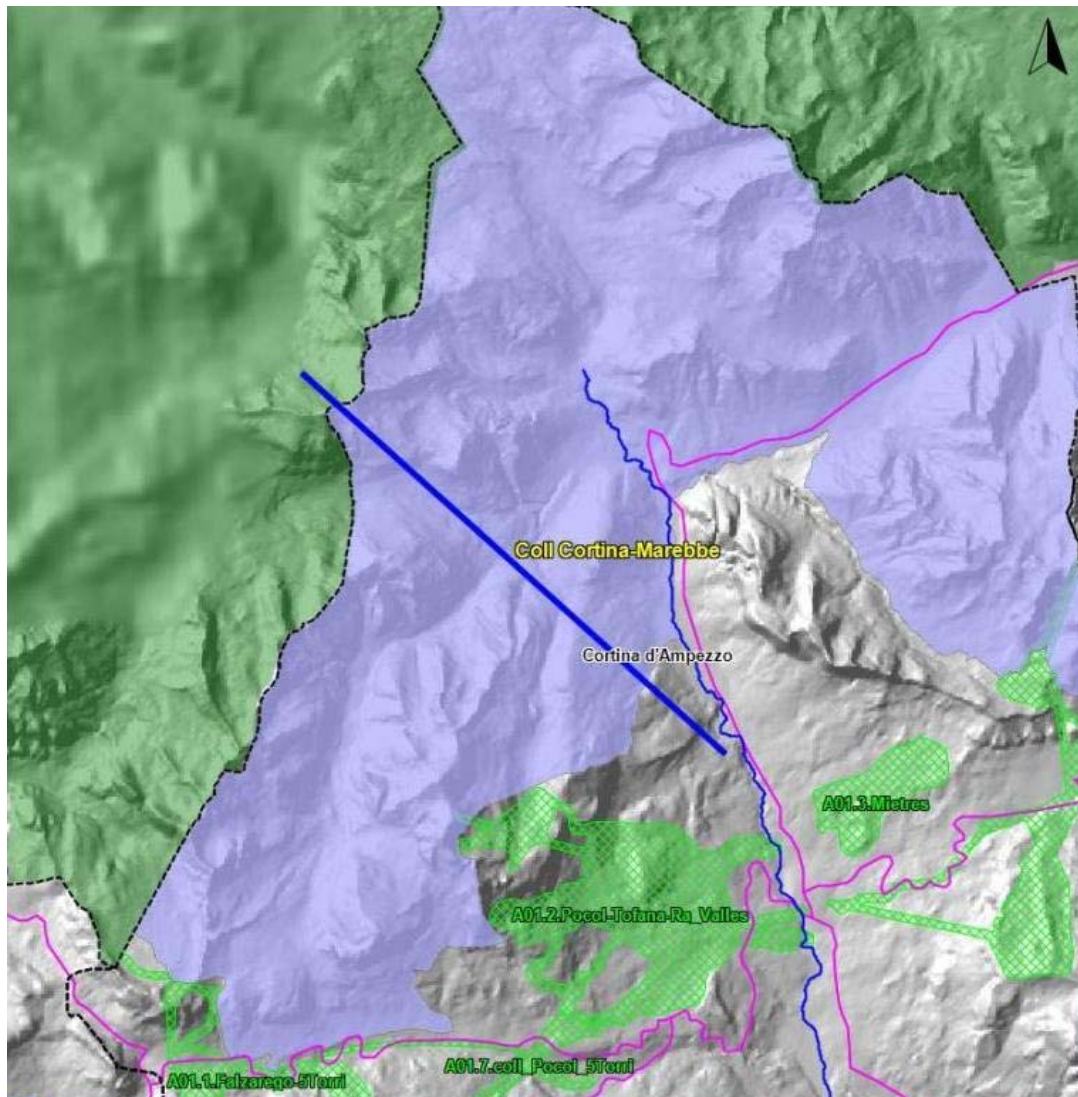 Coll Cortina-Marebbe
Cortina d'Ampezzo
A01.3.Mietres
A01.2.Pocol-Tofana-Ra_Valles
A01.7.coll_Pocol_5Torri
A01.1.Falzarego-5Torri